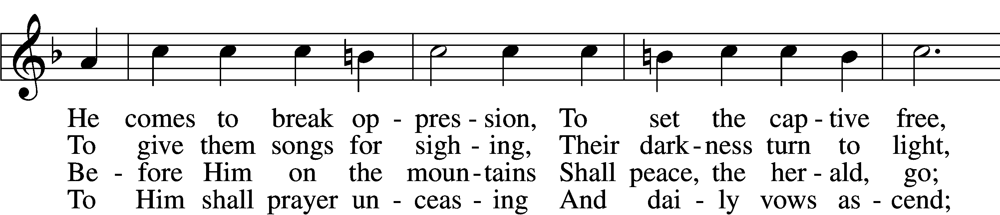 He comes to break op - pres - sion, To set the cap - tive free,
To give them songs for sigh - ing, Their dark - ness turn to light,
Be - fore Him on the moun - tains Shall peace, the her - ald, go;
To Him shall prayer un - ceas - ing And dai - ly vows as - cend;